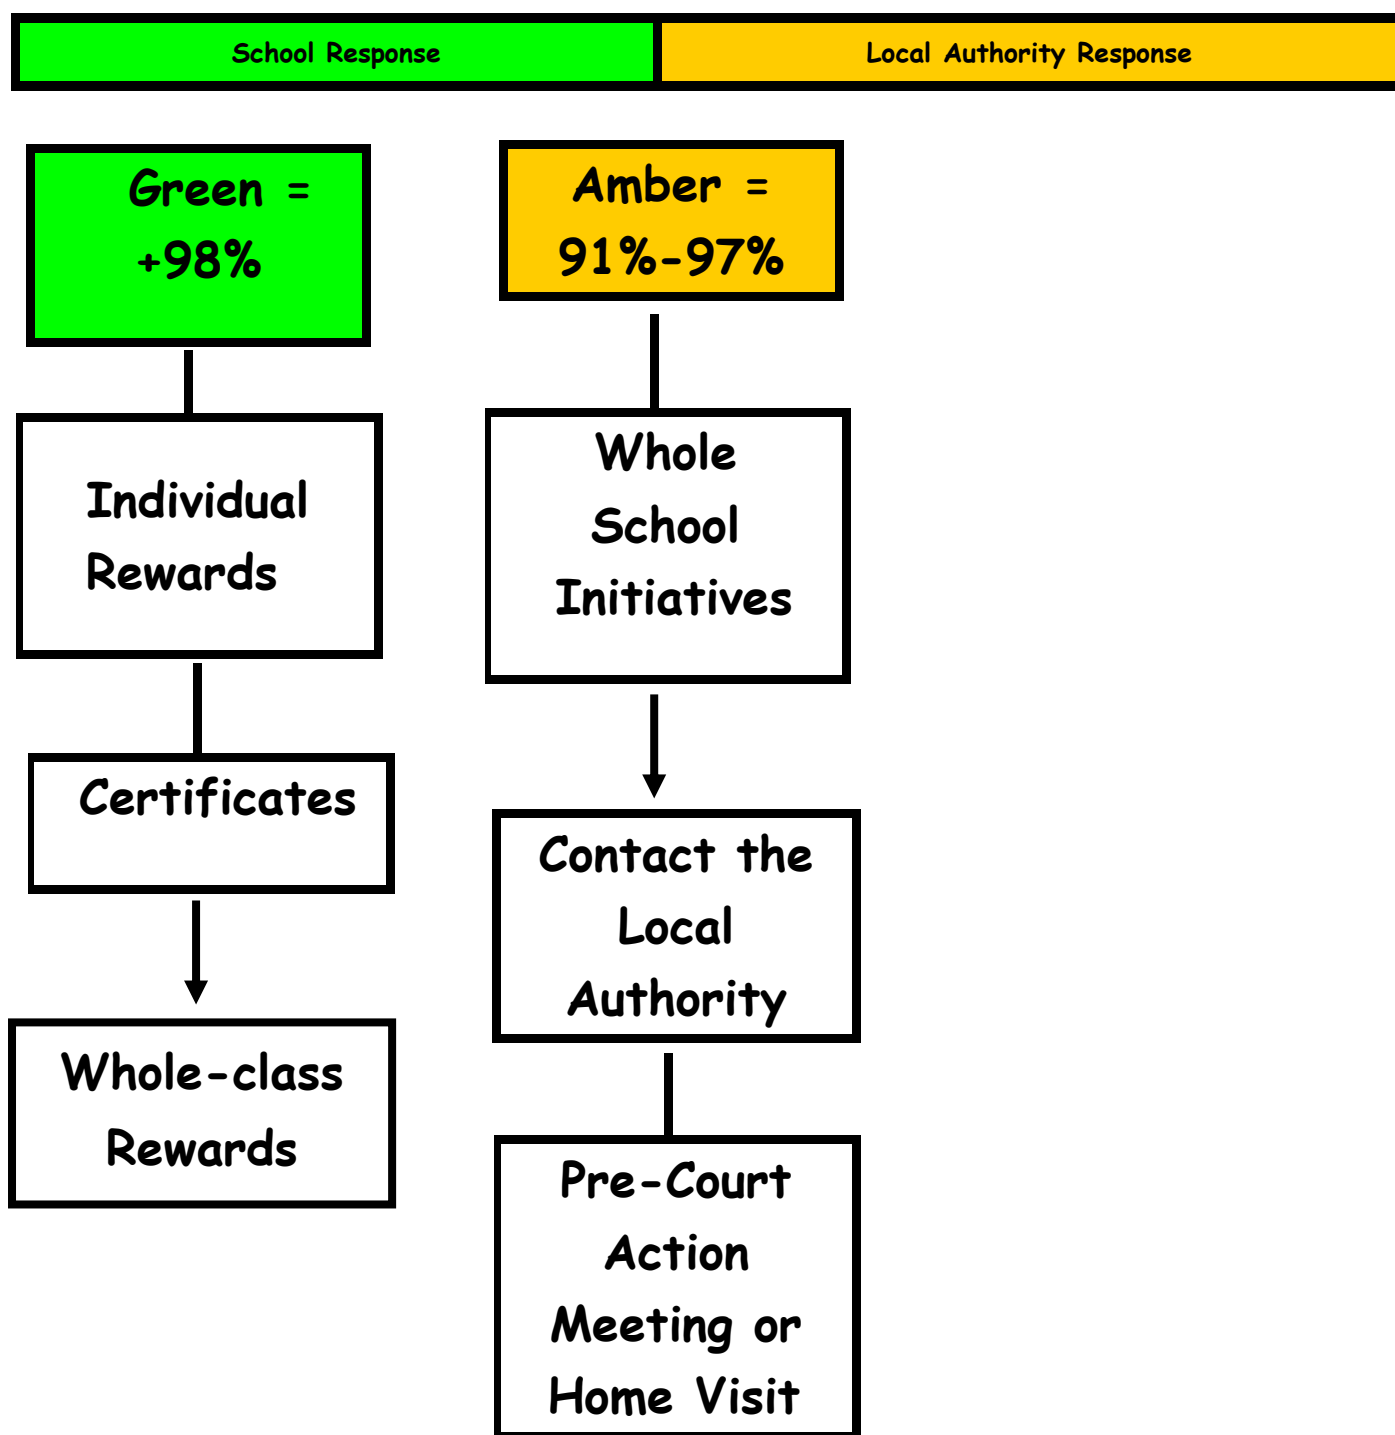 School Response
Local Authority Response
Green =
+98%
Individual
Rewards
Certificates
Whole-class
Rewards
Amber =
91%-97%
Whole
School
Initiatives
Contact the
Local
Authority
Pre-Court
Action
Meeting or
Home Visit